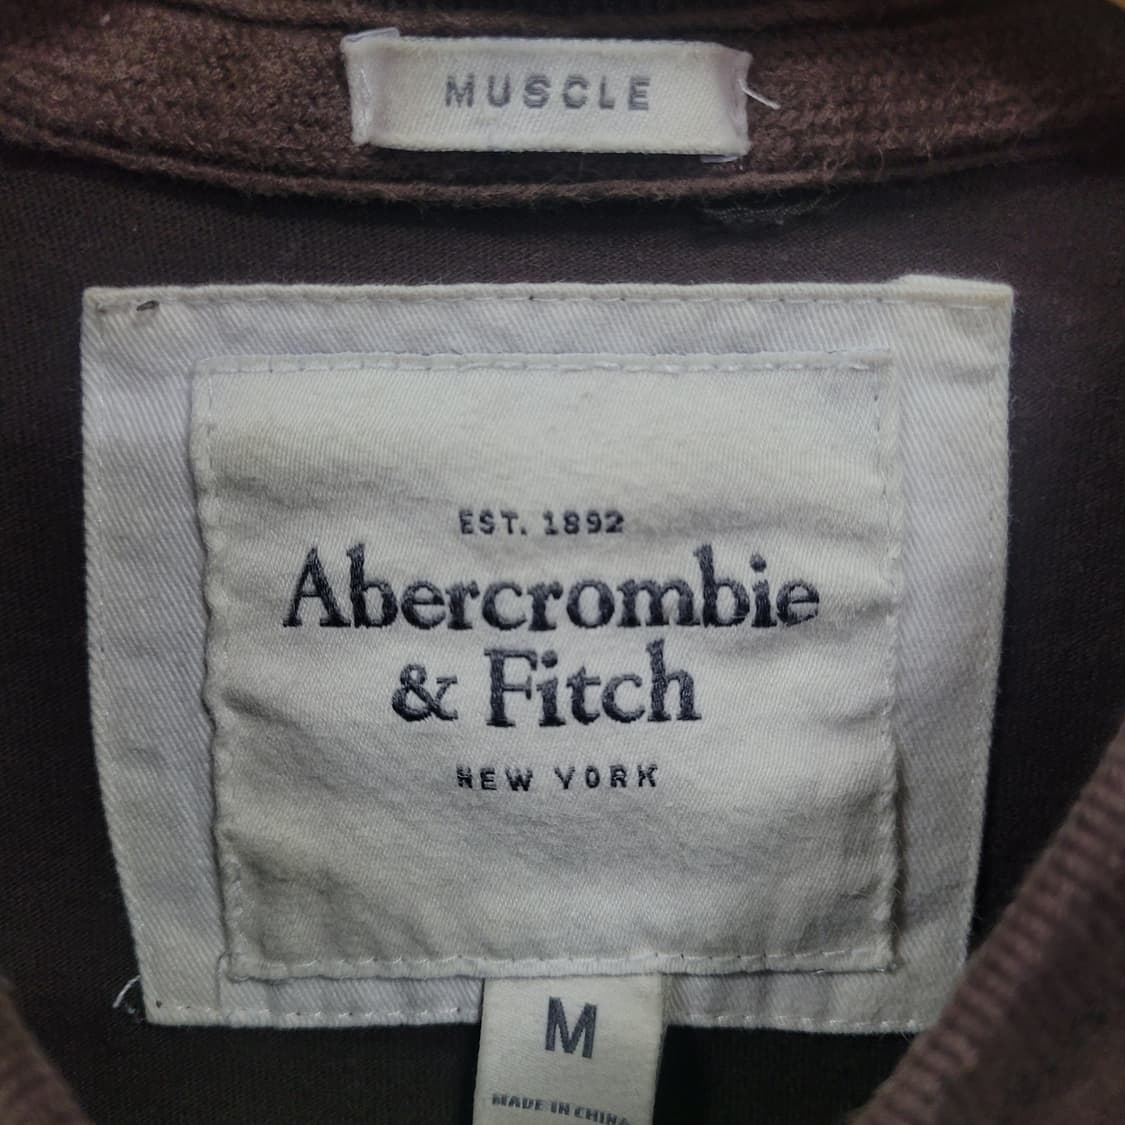 MUSCLE
EST. 1892
Abercrombie
& Fitch
NEW YORK
M
MADE IN CHINA